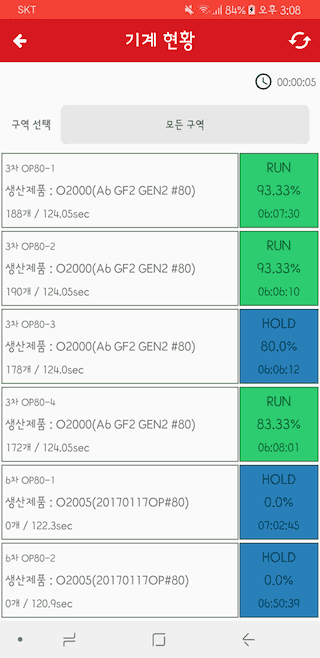 SKT 84% 오후 3:08
기계 현황
00:00:05
구역 선택 모든 구역
3차 OP80-1
생산제품 : O2000(A6 GF2 GEN2 #80)
188개 / 124.05sec
RUN
93.33%
06:07:30
3차 OP80-2
생산제품 : O2000(A6 GF2 GEN2 #80)
190개 / 124.05sec
RUN
93.33%
06:06:10
3차 OP80-3
생산제품 : O2000(A6 GF2 GEN2 #80)
178개 / 124.0sec
HOLD
80.0%
06:06:12
3차 OP80-4
생산제품 : O2000(A6 GF2 GEN2 #80)
172개 / 124.05sec
RUN
83.33%
06:08:01
6차 OP80-1
생산제품 : O2005(20170117OP#80)
0개 / 122.3sec
HOLD
0.0%
07:02:45
6차 OP80-2
생산제품 : O2005(20170117OP#80)
0개 / 120.9sec
HOLD
0.0%
06:50:39